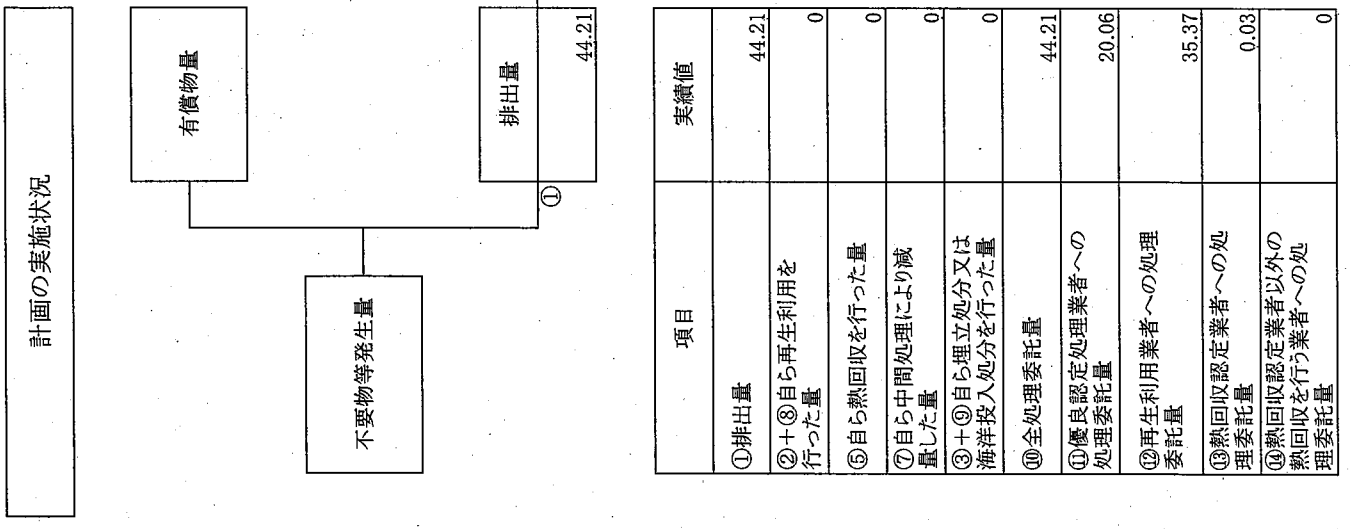 計画の実施状況
有償物量
不要物等発生量
排出量
①
44.21
項目
実績値
①排出量
44.21
②+⑧自ら再生利用を
行った量
0
⑤自ら熱回収を行った量
0
⑦自ら中間処理により減
量した量
0
③+⑨自ら埋立処分又は
海洋投入処分を行った量
0
⑩全処理委託量
44.21
⑪優良認定処理業者への
処理委託量
20.06
⑫再生利用業者への処理
委託量
35.37
⑬熱回収認定業者への処
理委託量
0.03
⑭熱回収認定業者以外の
熱回収を行う業者への処
理委託量
0